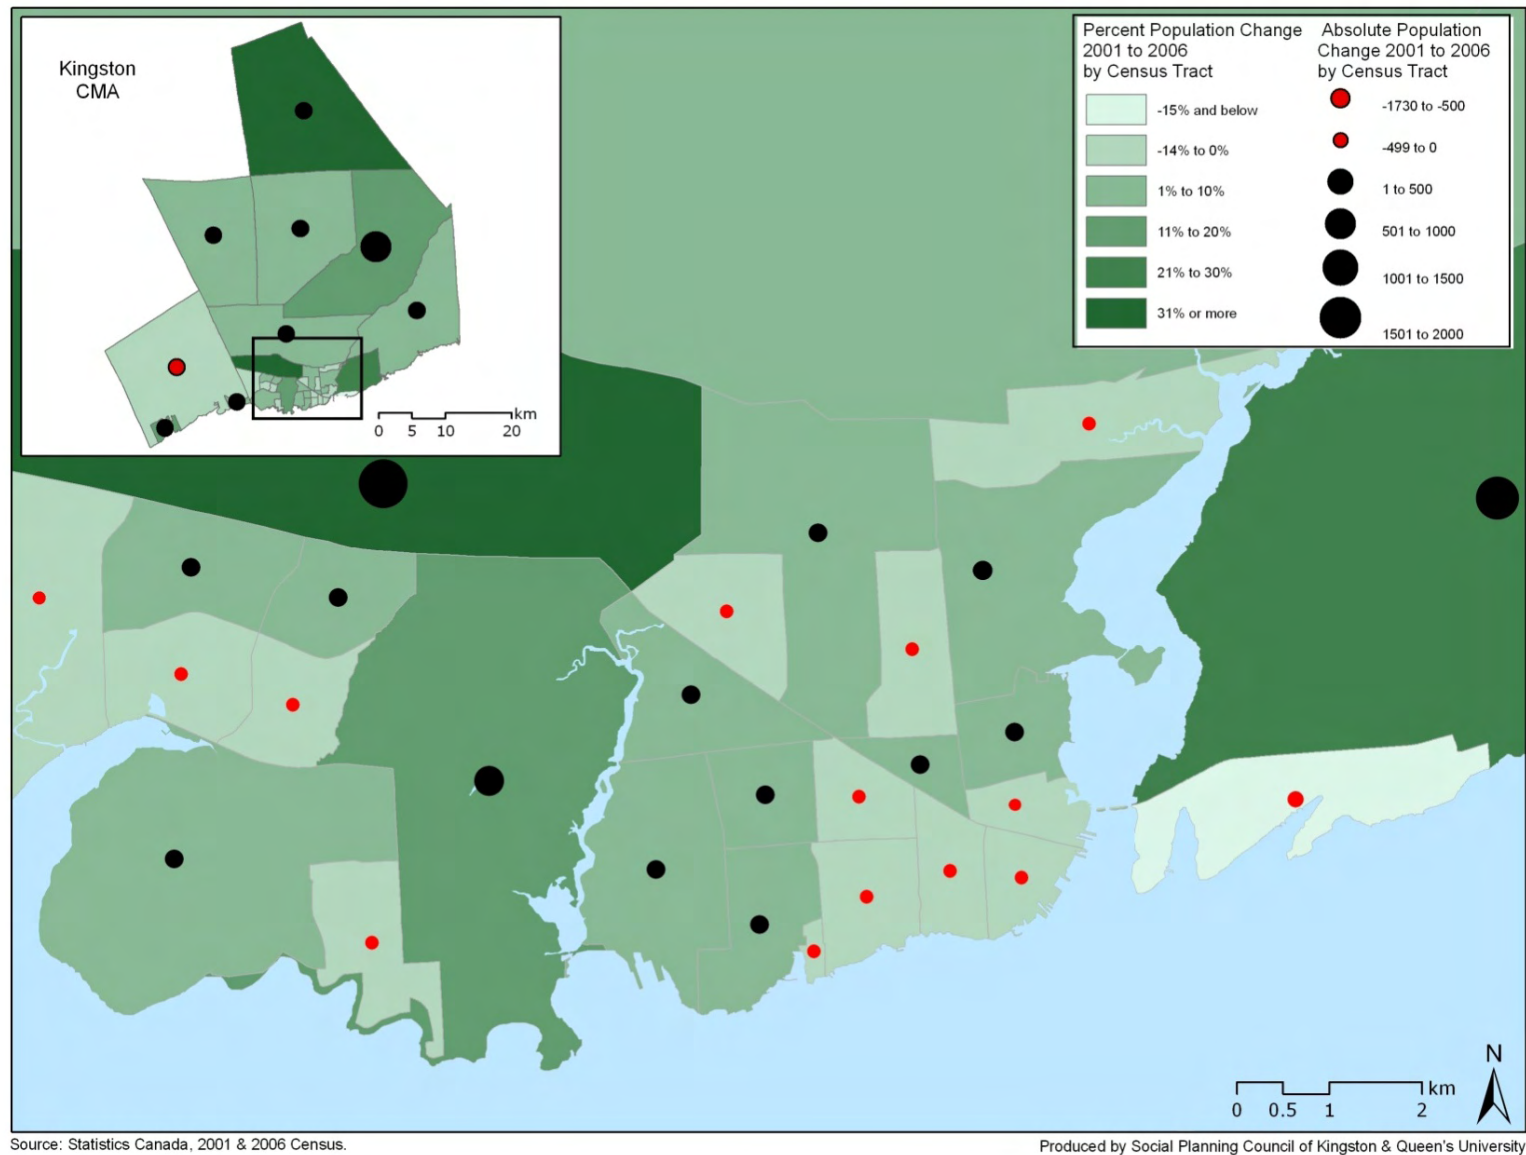 Kingston
CMA
km
0 5 10 20
Percent Population Change
2001 to 2006
by Census Tract
-15% and below
-14% to 0%
1% to 10%
11% to 20%
21% to 30%
31% or more
Absolute Population
Change 2001 to 2006
by Census Tract
-1730 to -500
-499 to 0
1 to 500
501 to 1000
1001 to 1500
1501 to 2000
N
km
0 0.5 1 2
Source: Statistics Canada, 2001 & 2006 Census.
Produced by Social Planning Council of Kingston & Queen's University